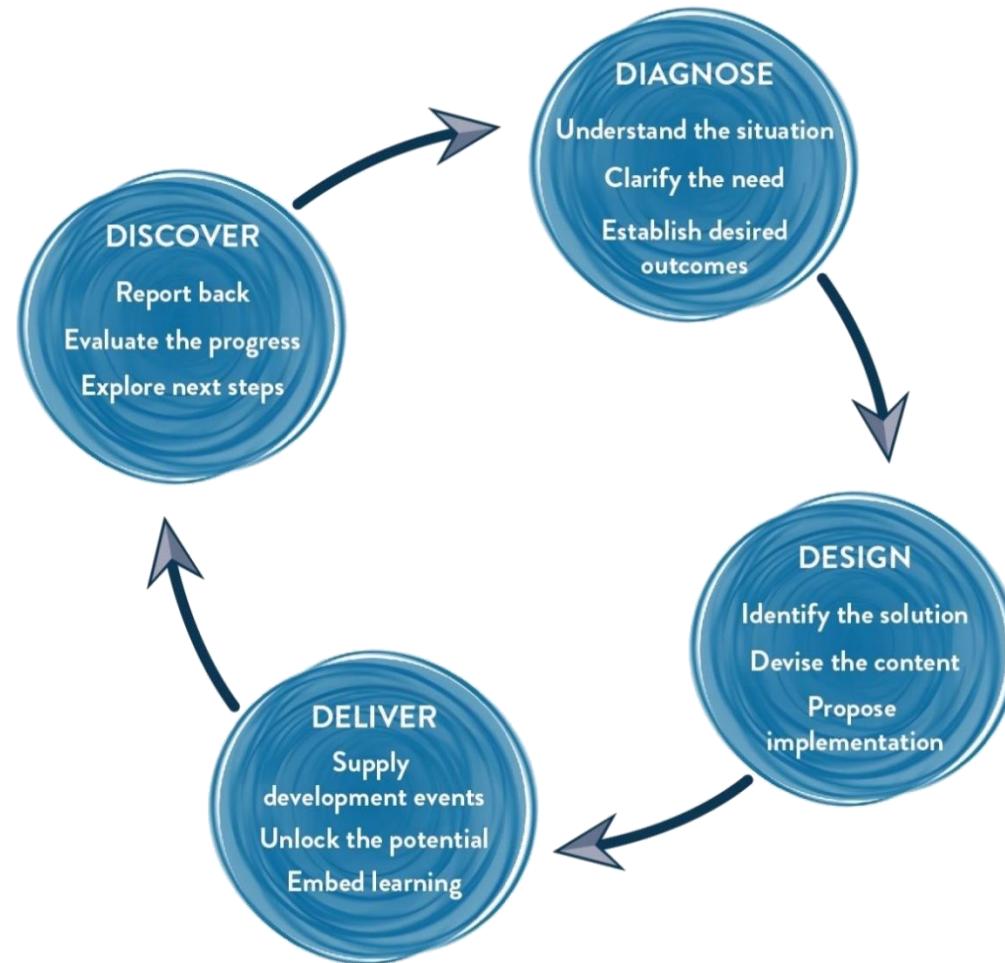 DIAGNOSE
Understand the situation
Clarify the need
Establish desired
outcomes
DESIGN
Identify the solution
Devise the content
Propose
implementation
DELIVER
Supply
development events
Unlock the potential
Embed learning
DISCOVER
Report back
Evaluate the progress
Explore next steps